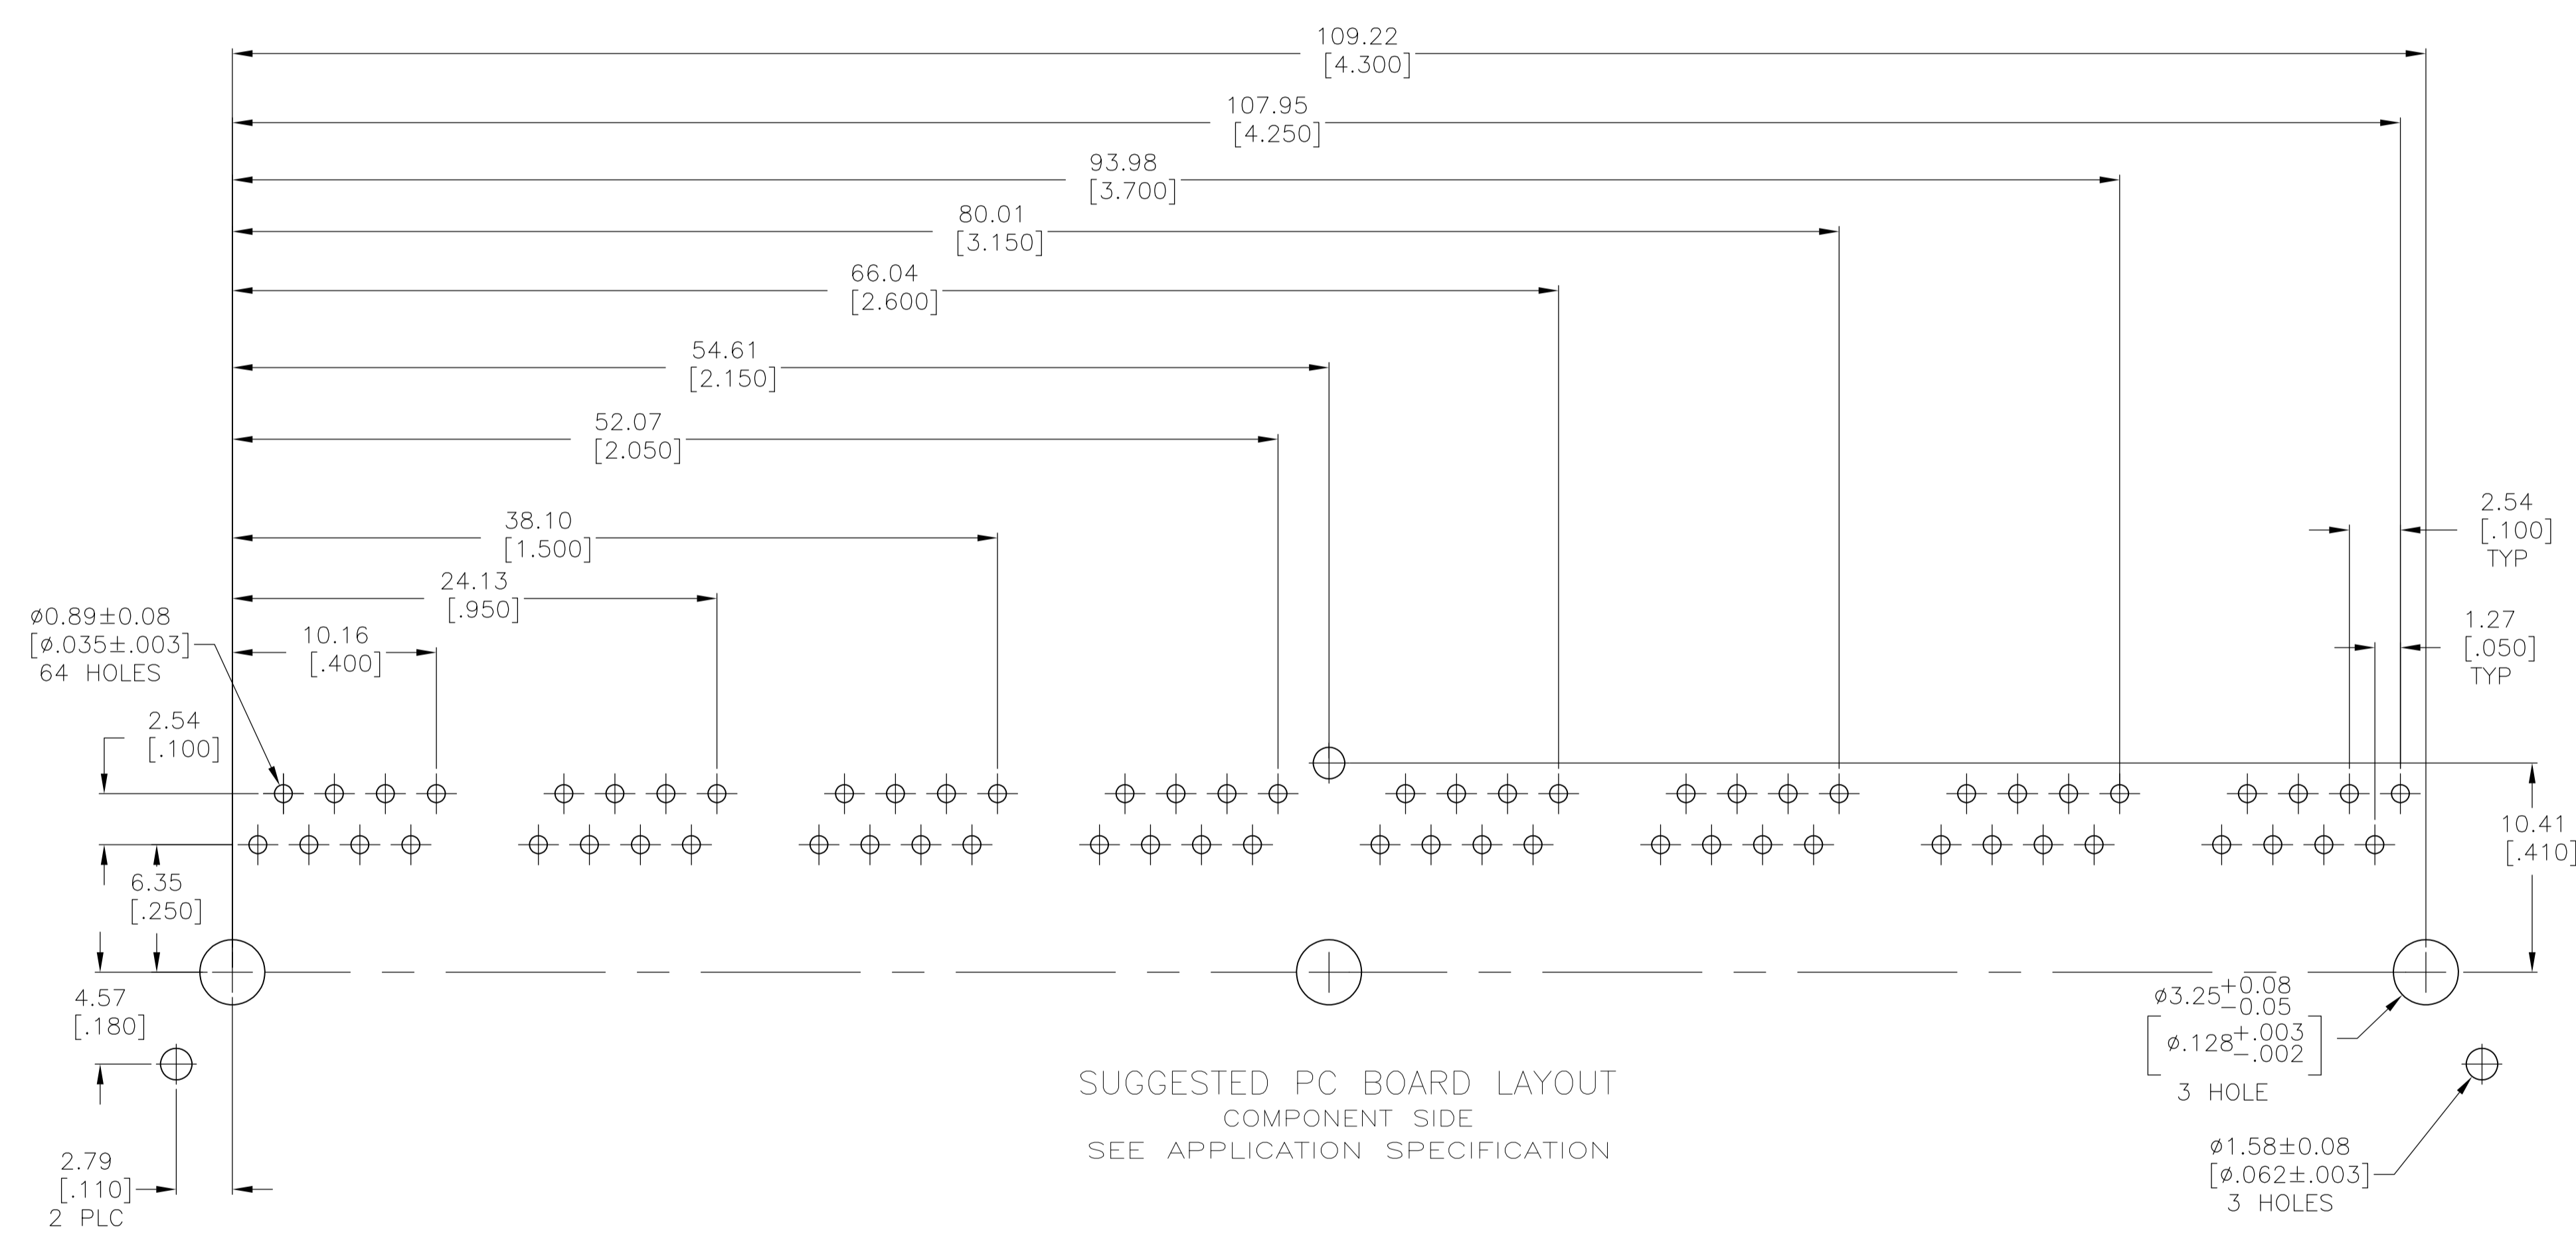 109.22
[4.300]
107.95
[4.250]
93.98
[3.700]
80.01
[3.150]
66.04
[2.600]
54.61
[2.150]
52.07
[2.050]
38.10
[1.500]
24.13
[.950]
10.16
[.400]
ø0.89±0.08
[ø.035±.003]
64 HOLES
2.54
[.100]
TYP
1.27
[.050]
TYP
2.54
[.100]
6.35
[.250]
10.41
[.410]
4.57
[.180]
2.79
[.110]
2 PLC
ø3.25+0.08
−0.05
ø.128+.003
−.002
3 HOLE
ø1.58±0.08
[ø.062±.003]
3 HOLES
SUGGESTED PC BOARD LAYOUT
COMPONENT SIDE
SEE APPLICATION SPECIFICATION